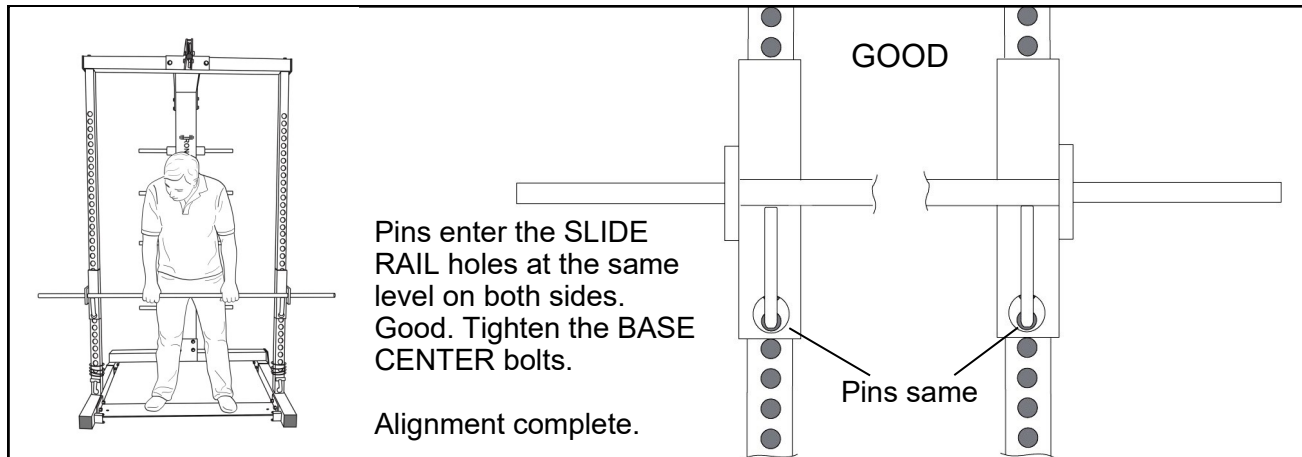 RON
Pins enter the SLIDE
RAIL holes at the same
level on both sides.
Good. Tighten the BASE
CENTER bolts.
Alignment complete.
GOOD
Pins same